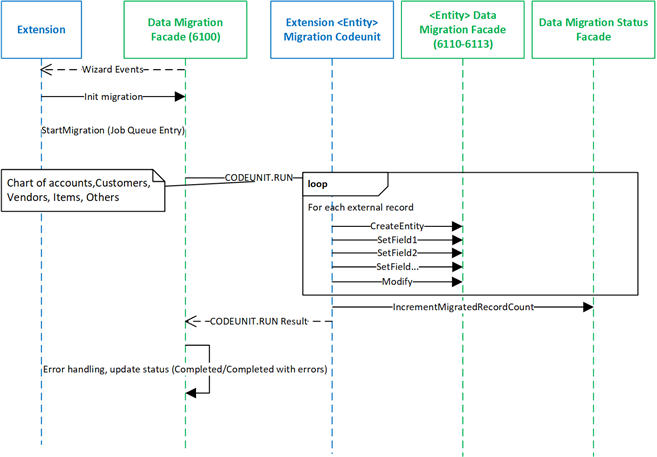 Extension
Data Migration
Facade (6100)
Extension <Entity>
Migration Codeunit
<Entity> Data
Migration Facade
(6110-6113)
Data Migration Status
Facade
Wizard Events
Init migration
StartMigration (Job Queue Entry)
Chart of accounts,Customers,
Vendors, Items, Others
CODEUNIT.RUN
loop
For each external record
CreateEntity
SetField1
SetField2
SetField...
Modify
IncrementMigratedRecordCount
CODEUNIT.RUN Result
Error handling, update status (Completed/Completed with errors)